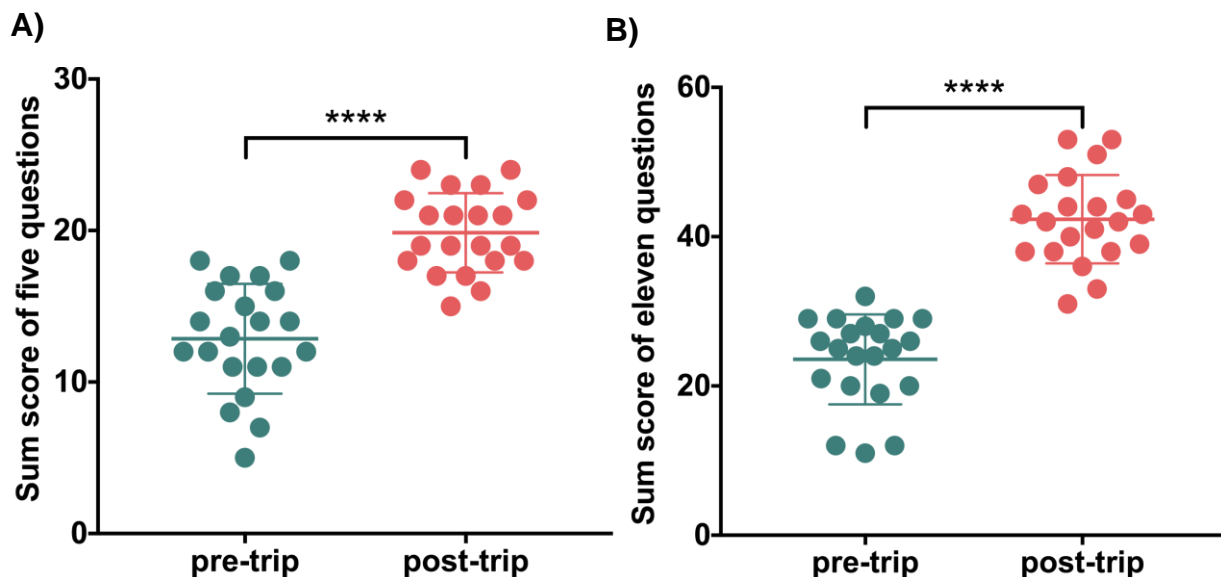 A)
Sum score of five questions
30
20
10
0
****
pre-trip
post-trip
B)
Sum score of eleven questions
60
40
20
0
****
pre-trip
post-trip